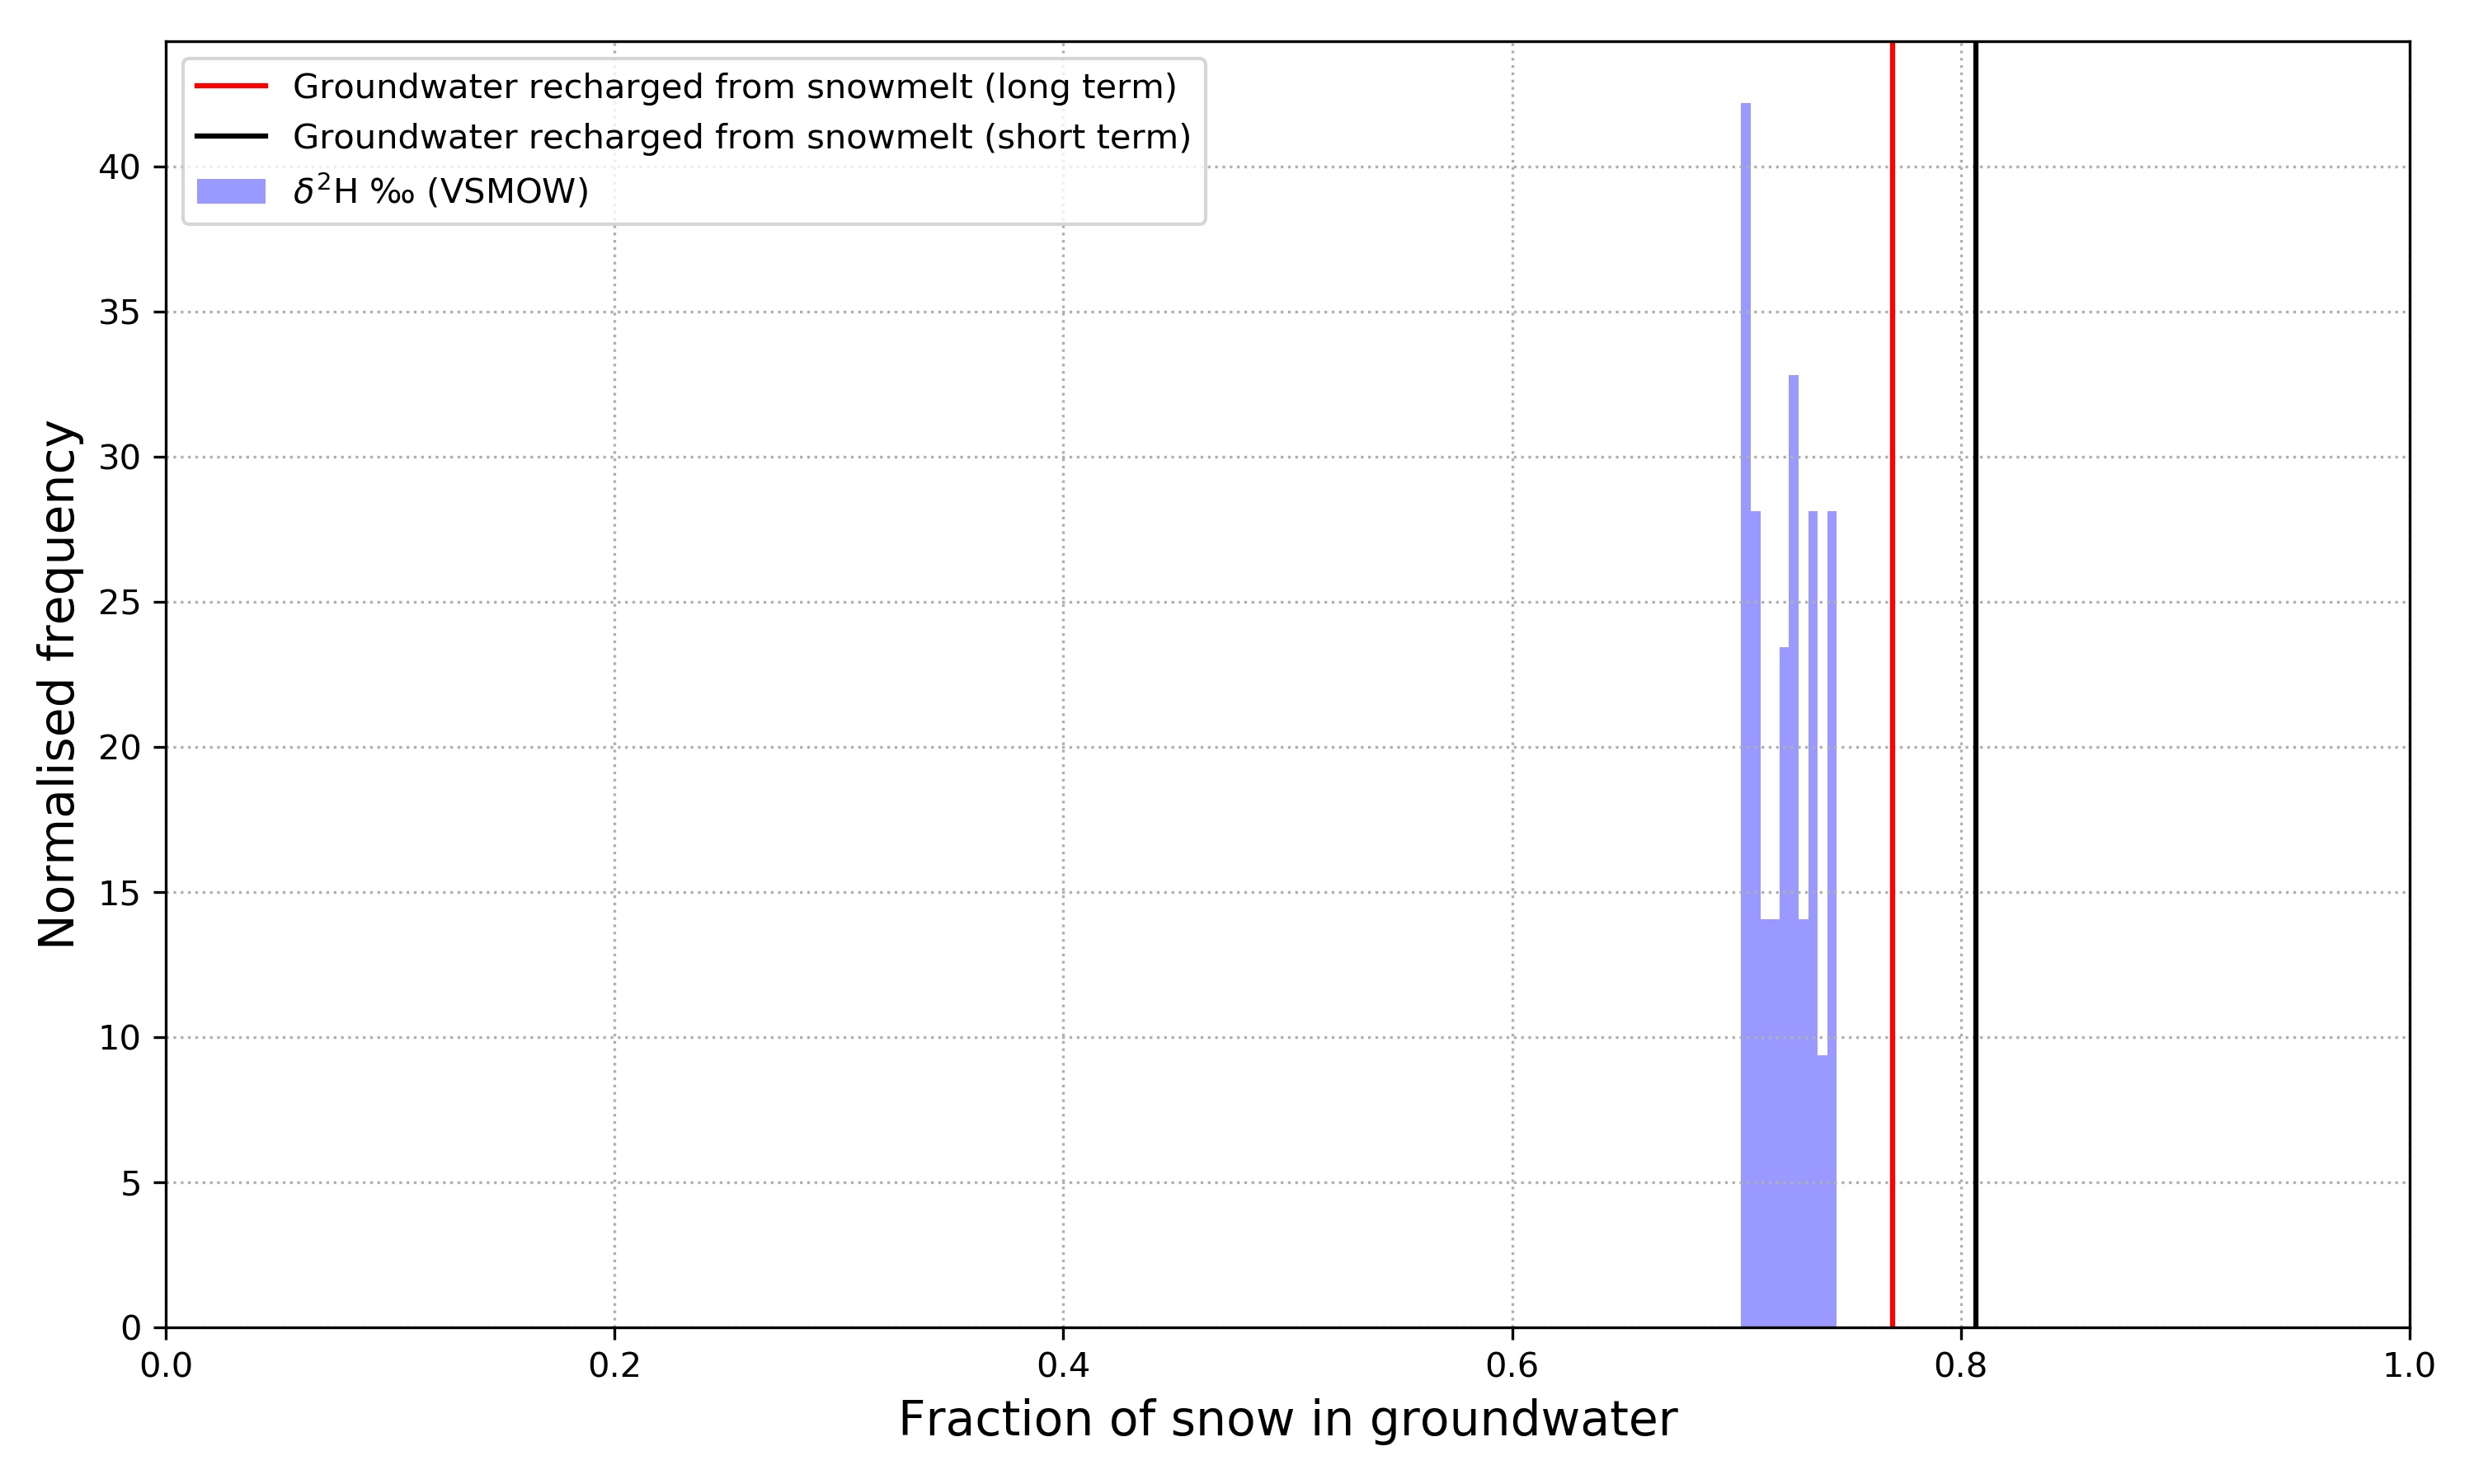 Groundwater recharged from snowmelt (long term)
Groundwater recharged from snowmelt (short term)
δ²H ‰ (VSMOW)
Normalised frequency
40
35
30
25
20
15
10
5
0
0.0 0.2 0.4 0.6 0.8 1.0
Fraction of snow in groundwater